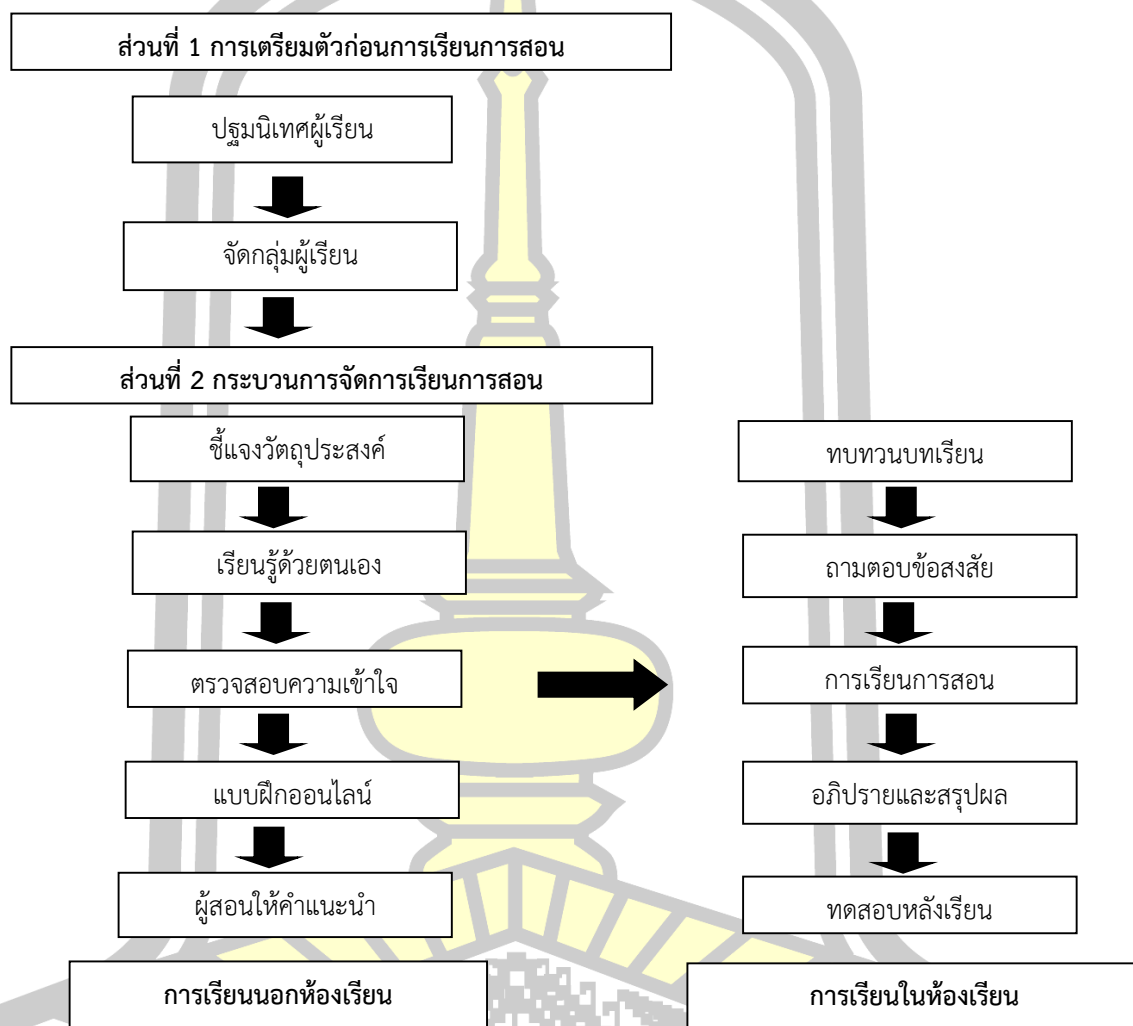 ส่วนที่ 1 การเตรียมตัวก่อนการเรียนการสอน
ปฐมนิเทศผู้เรียน
จัดกลุ่มผู้เรียน
ส่วนที่ 2 กระบวนการจัดการเรียนการสอน
ชี้แจงวัตถุประสงค์
เรียนรู้ด้วยตนเอง
ตรวจสอบความเข้าใจ
แบบฝึกออนไลน์
ผู้สอนให้คำแนะนำ
การเรียนนอกห้องเรียน
ทบทวนบทเรียน
ถามตอบข้อสงสัย
การเรียนการสอน
อภิปรายและสรุปผล
ทดสอบหลังเรียน
การเรียนในห้องเรียน